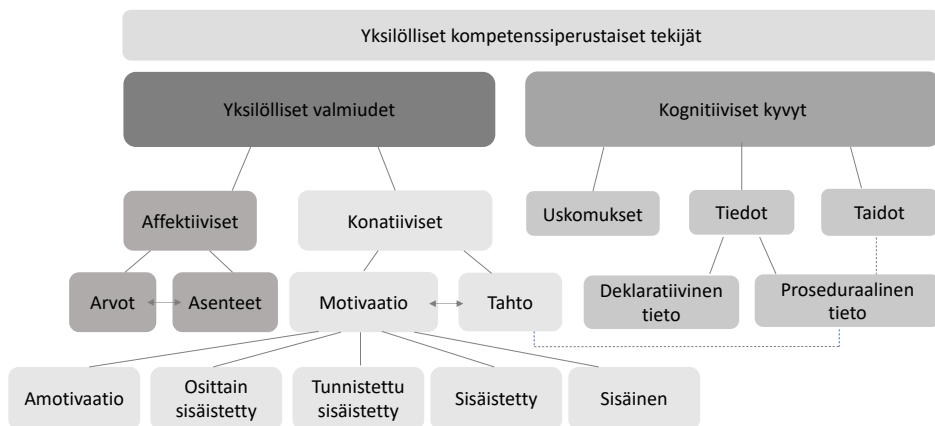 Yksilölliset kompetenssiperustaiset tekijät
Yksilölliset valmiudet
Kognitiiviset kyvyt
Affektiiviset
Konatiiviset
Uskomukset
Tiedot
Taidot
Arvot
Asenteet
Motivaatio
Tahto
Deklaratiivinen
tieto
Proseduraalinen
tieto
Amotivaatio
Osittain
sisäistetty
Tunnistettu
sisäistetty
Sisäistetty
Sisäinen